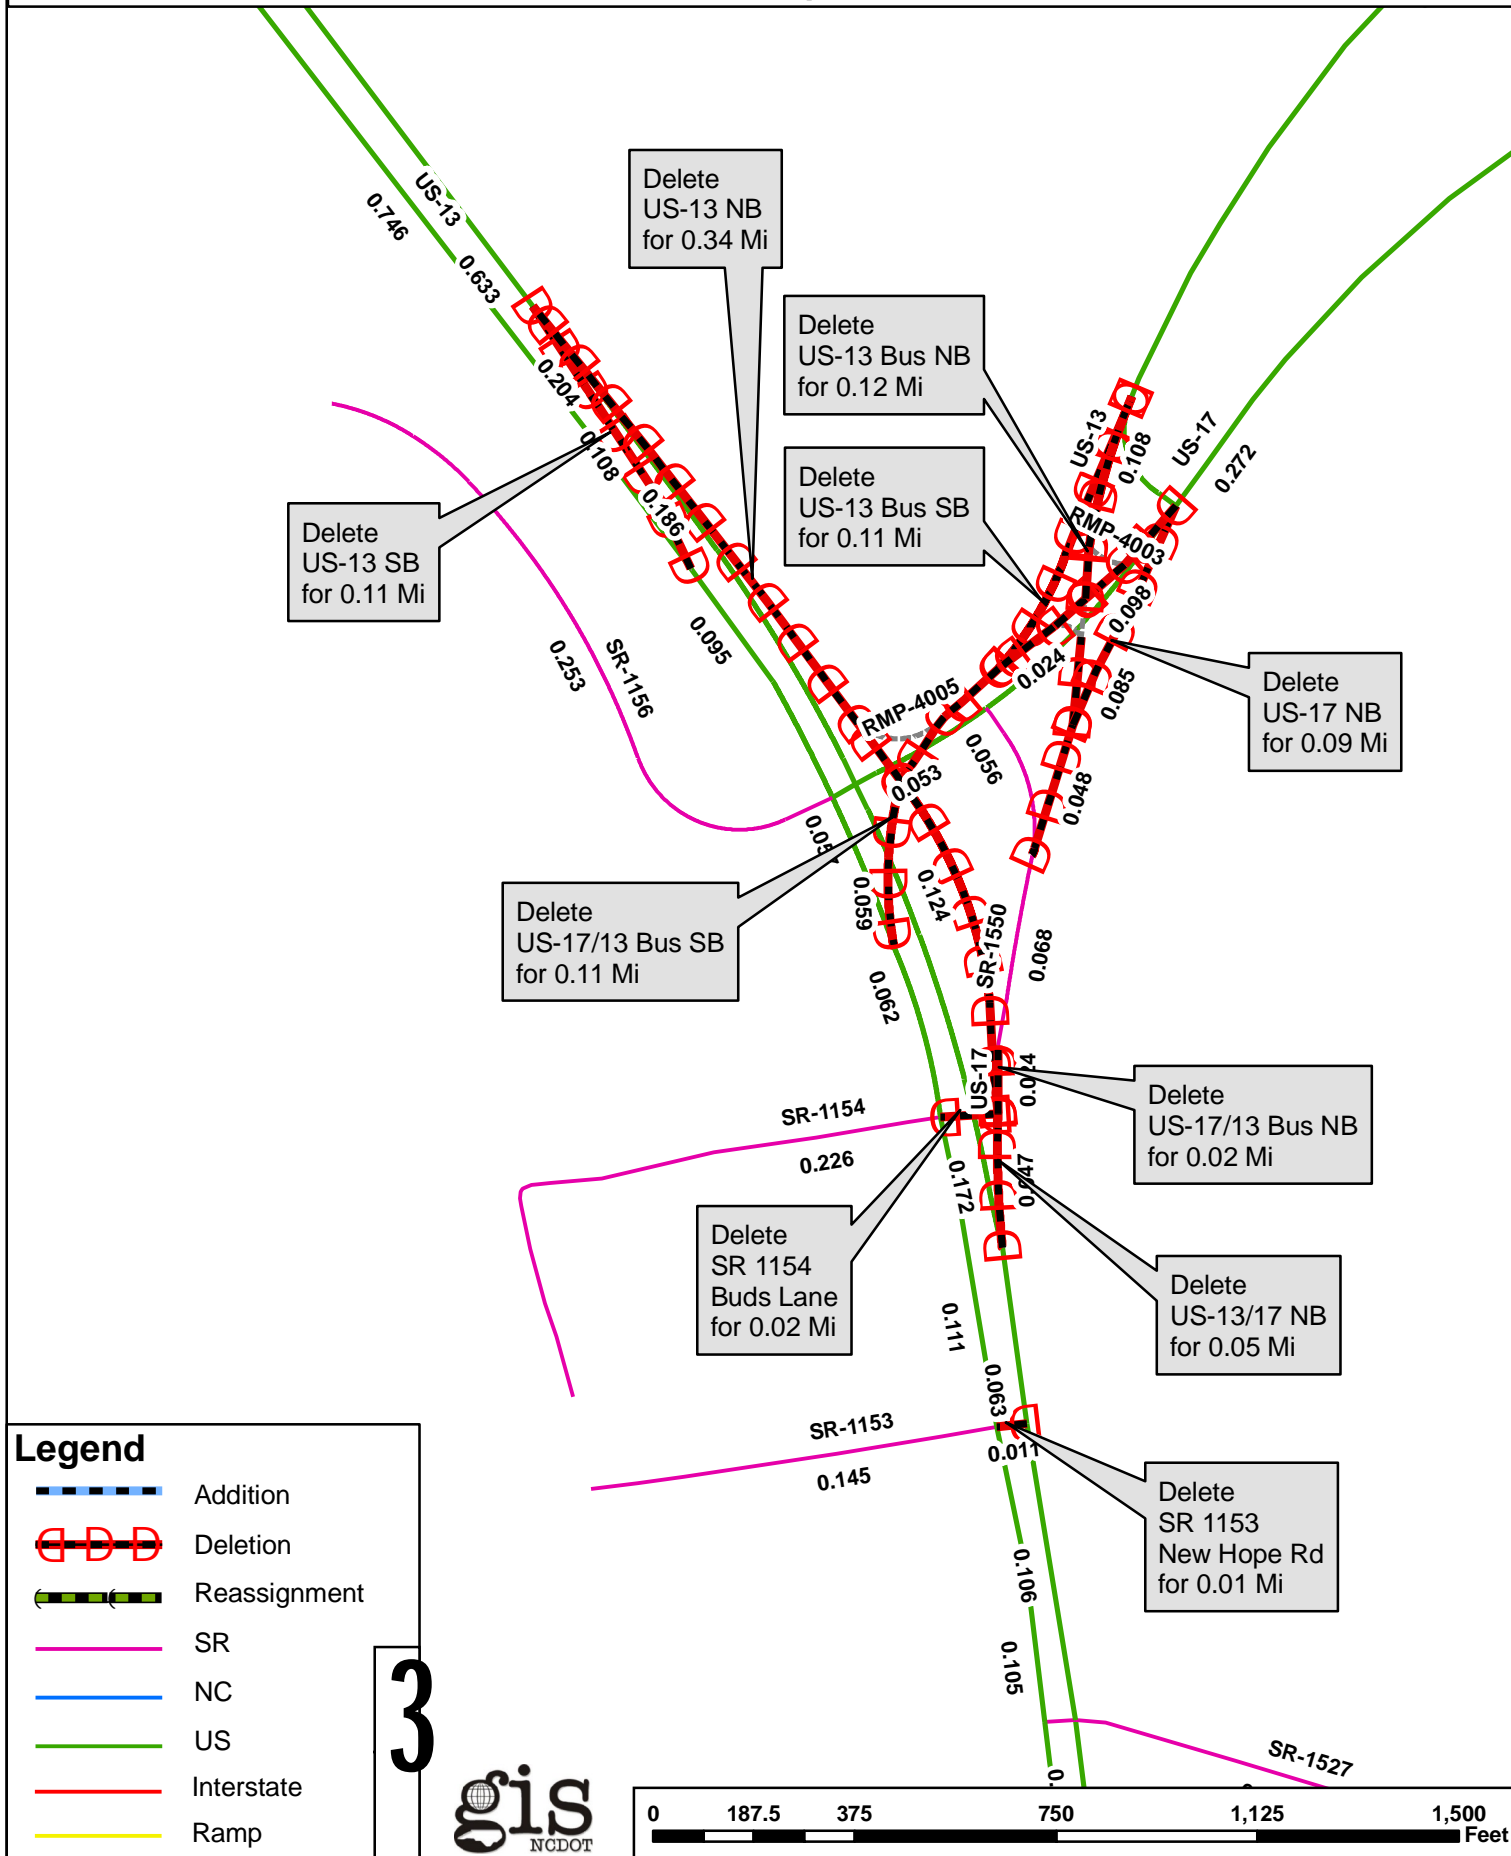 US-13
0.746
0.633
Delete
US-13 NB
for 0.34 Mi
Delete
US-13 Bus NB
for 0.12 Mi
0.204
0.108
0.186
US-13
0.108
US-17
0.272
Delete
US-13 Bus SB
for 0.11 Mi
RMP-4003
Delete
US-13 SB
for 0.11 Mi
0.095
0.098
0.253
SR-1156
0.024
0.085
Delete
US-17 NB
for 0.09 Mi
RMP-4005
0.056
0.053
0.048
0.059
0.124
SR-1550
0.068
Delete
US-17/13 Bus SB
for 0.11 Mi
0.062
US-17
Delete
US-17/13 Bus NB
for 0.02 Mi
SR-1154
0.226
0.172
Delete
SR 1154
Buds Lane
for 0.02 Mi
Delete
US-13/17 NB
for 0.05 Mi
0.111
0.063
SR-1153
0.145
0.011
Delete
SR 1153
New Hope Rd
for 0.01 Mi
0.106
0.105
SR-1527
Legend
Addition
Deletion
Reassignment
SR
NC
US
Interstate
Ramp
3
gis
NCDOT
0 187.5 375 750 1,125 1,500
Feet